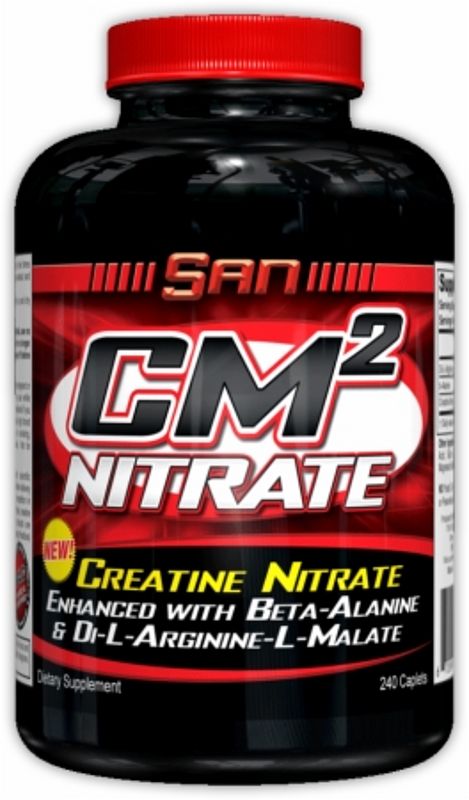 SAN
CM²
NITRATE
NEW!
CREATINE NITRATE
ENHANCED WITH BETA-ALANINE
& DI-L-ARGININE-L-MALATE
Dietary Supplement
240 Caplets